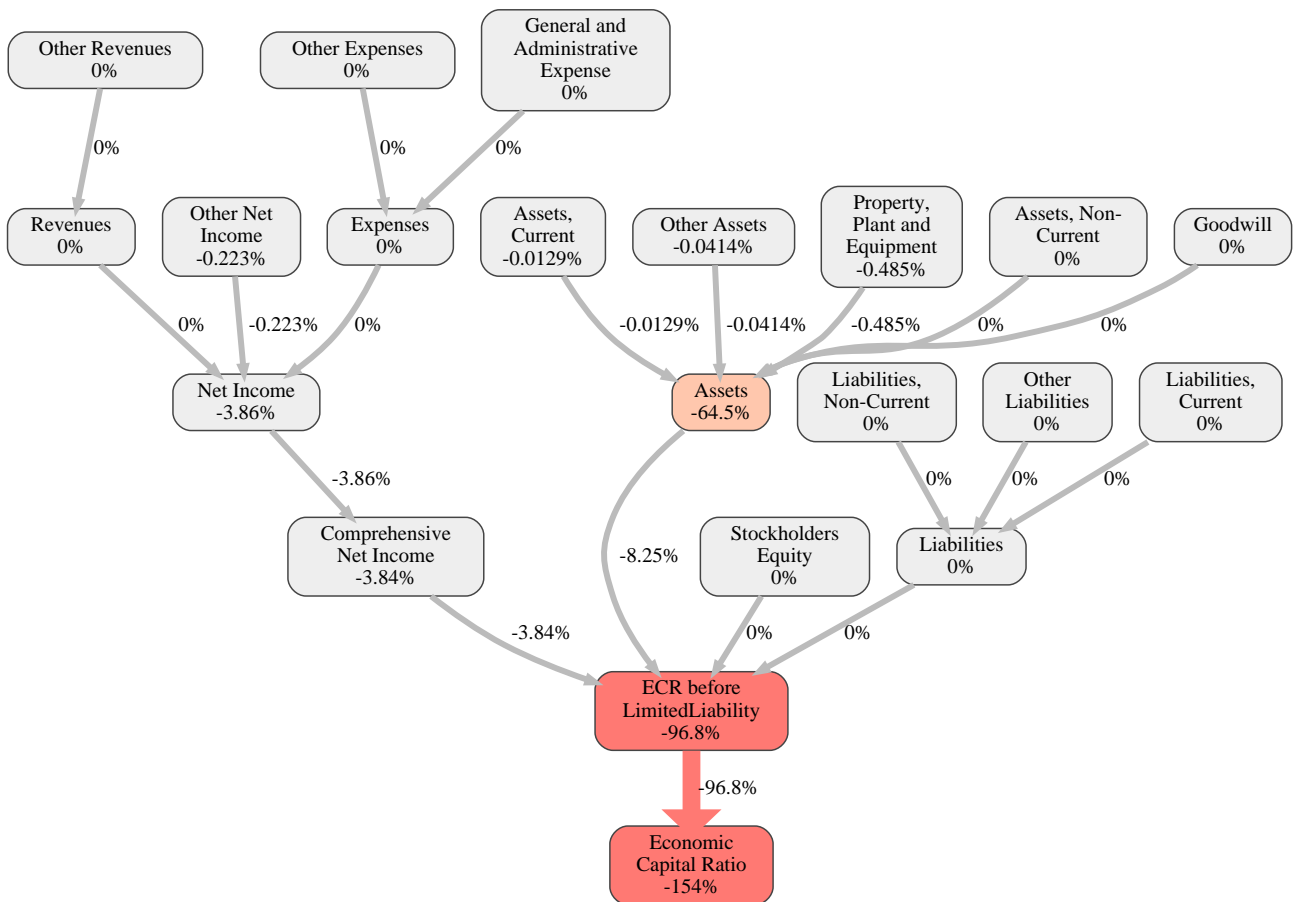 Other Revenues
0%
Other Expenses
0%
General and
Administrative
Expense
0%
0%
0%
0%
Revenues
0%
Other Net
Income
-0.223%
Expenses
0%
Assets,
Current
-0.0129%
Other Assets
-0.0414%
Property,
Plant and
Equipment
-0.485%
Assets, Non-
Current
0%
Goodwill
0%
0%
-0.223%
0%
-0.0129%
-0.0414%
-0.485%
0%
0%
Net Income
-3.86%
Assets
-64.5%
Liabilities,
Non-Current
0%
Other
Liabilities
0%
Liabilities,
Current
0%
-3.86%
0%
0%
0%
Comprehensive
Net Income
-3.84%
-8.25%
Stockholders
Equity
0%
Liabilities
0%
-3.84%
0%
0%
ECR before
LimitedLiability
-96.8%
-96.8%
Economic
Capital Ratio
-154%